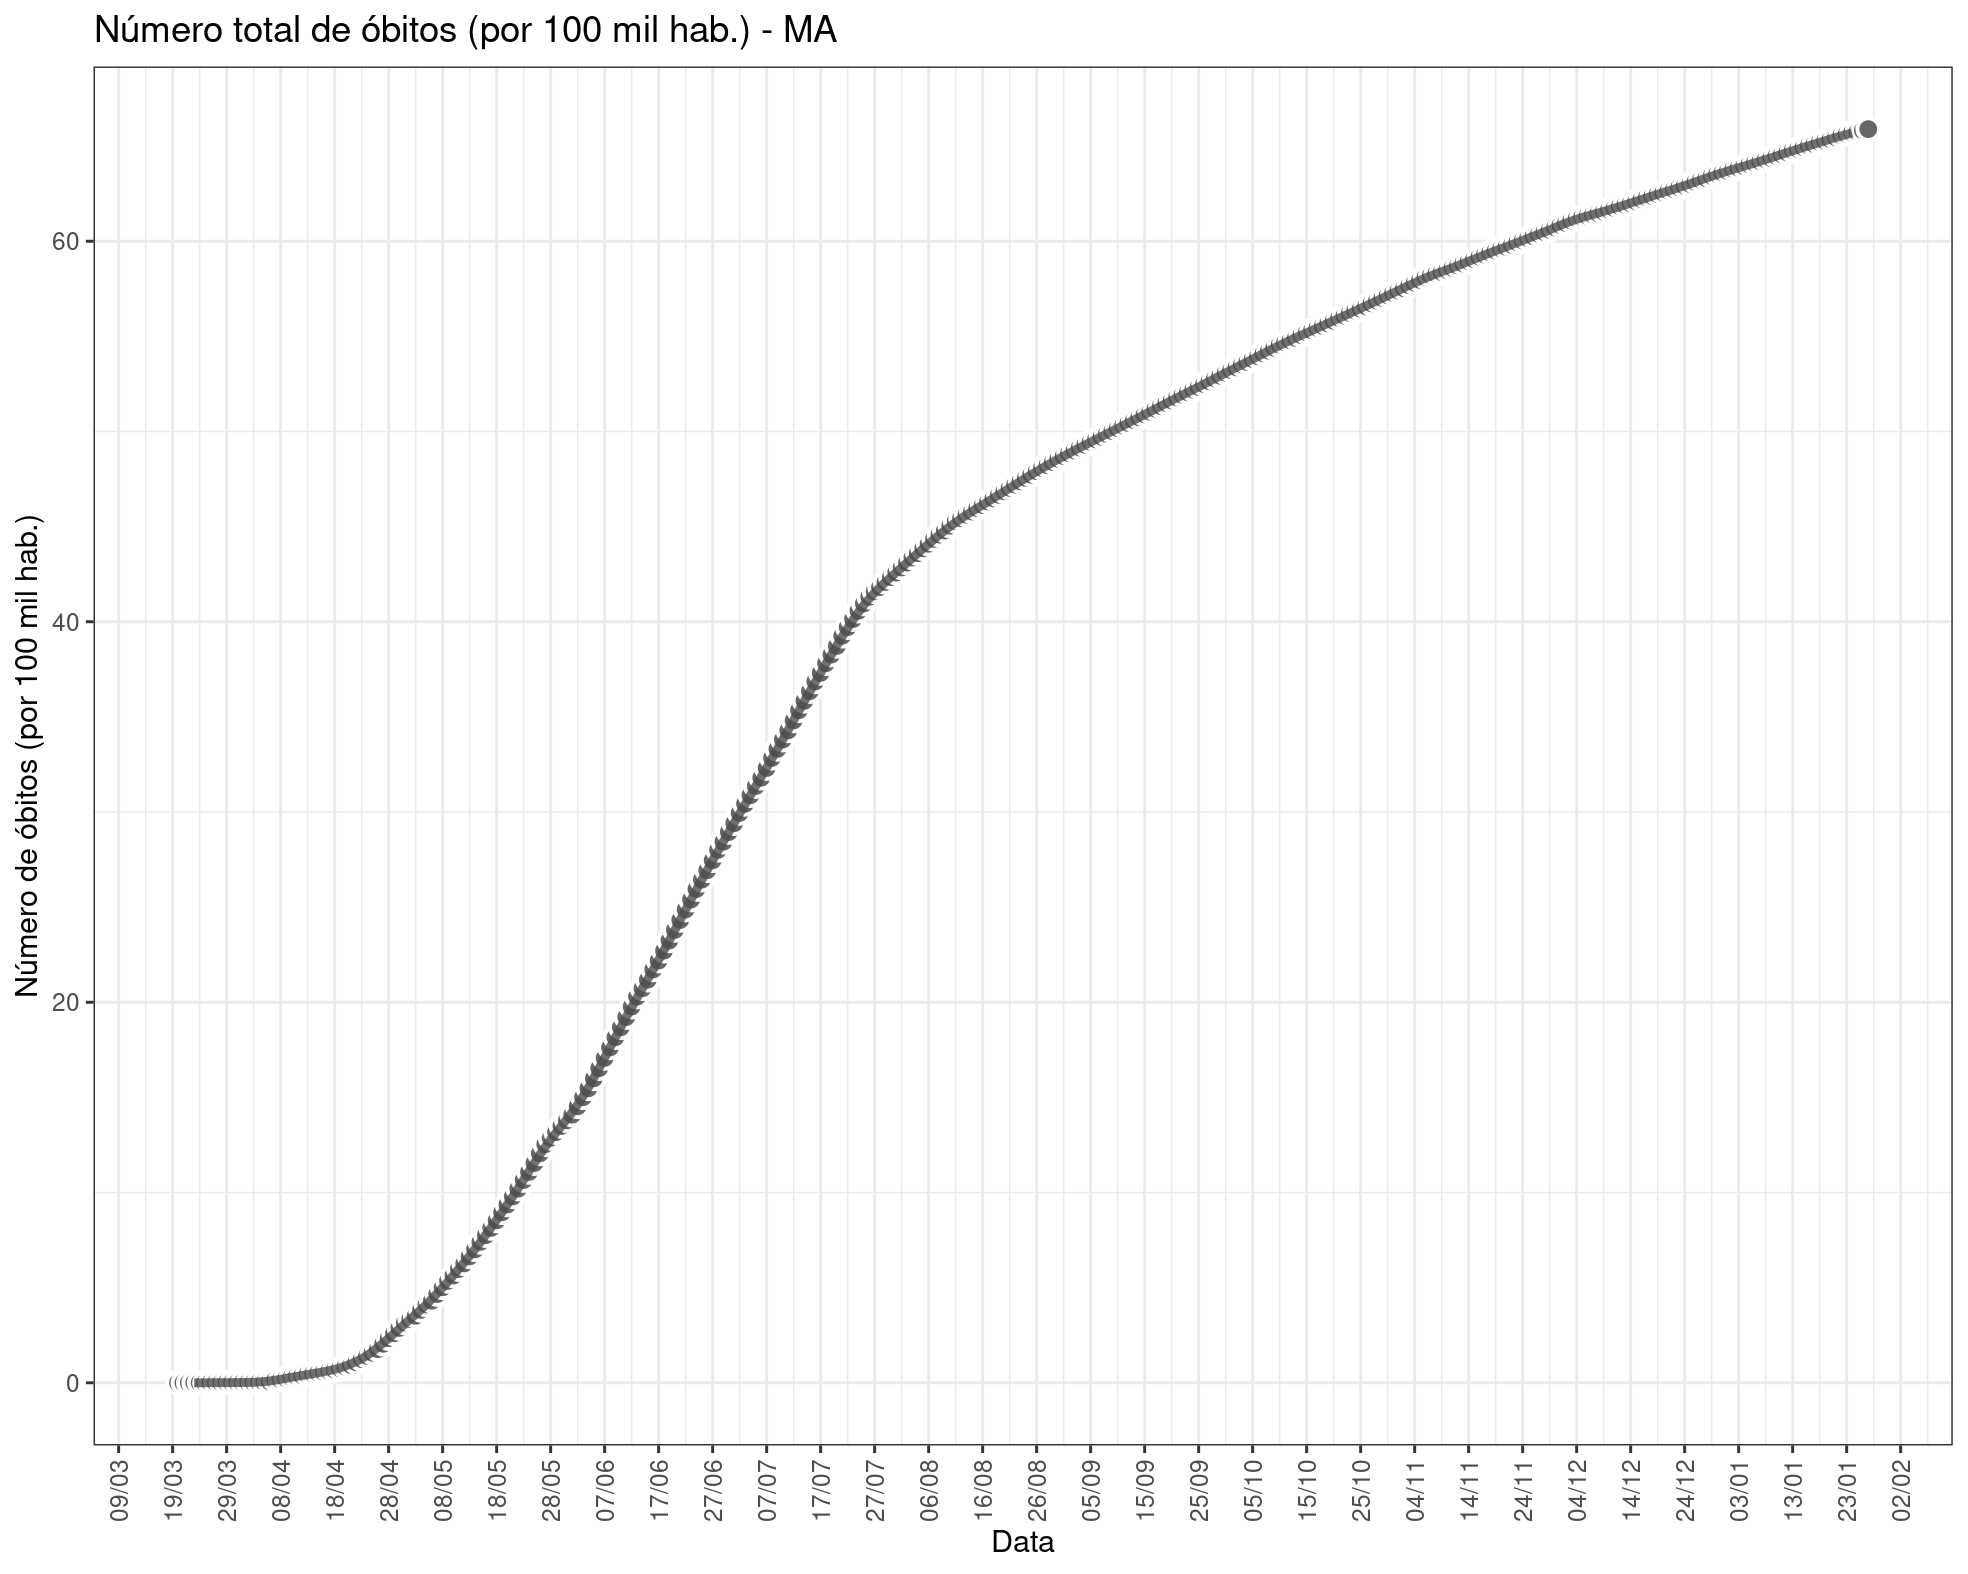 Número total de óbitos (por 100 mil hab.) - MA
Número de óbitos (por 100 mil hab.)
60
40
20
0
09/03 19/03 29/03 08/04 18/04 28/04 08/05 18/05 28/05 07/06 17/06 27/06 07/07 17/07 27/07 06/08 16/08 26/08 05/09 15/09 25/09 05/10 15/10 25/10 04/11 14/11 24/11 04/12 14/12 24/12 03/01 13/01 23/01 02/02
Data